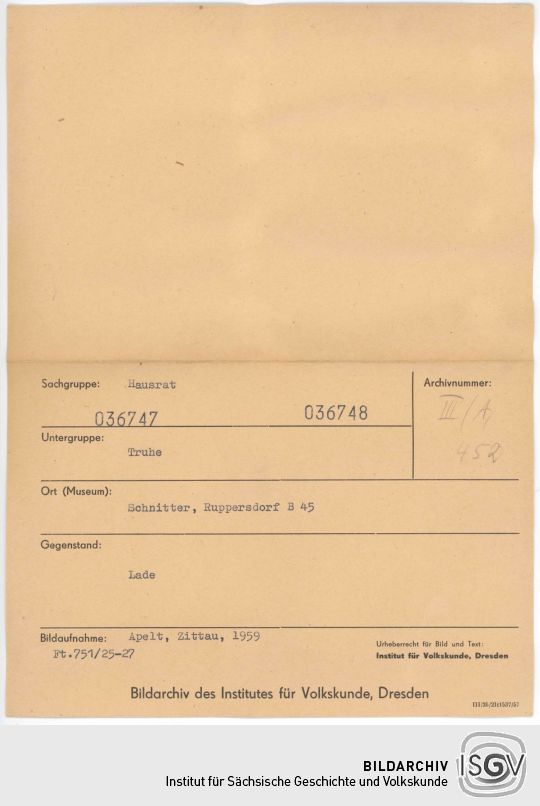 Sachgruppe: Hausrat
Archivnummer:
036747 036748
III/A
452
Untergruppe:
Truhe
Ort (Museum):
Schnitter, Ruppersdorf B 45
Gegenstand:
Lade
Bildaufnahme: Apelt, Zittau, 1959
Ft.751/25-27
Urheberrecht für Bild und Text:
Institut für Volkskunde, Dresden
Bildarchiv des Institutes für Volkskunde, Dresden
BILDARCHIV
Institut für Sächsische Geschichte und Volkskunde
ISGV